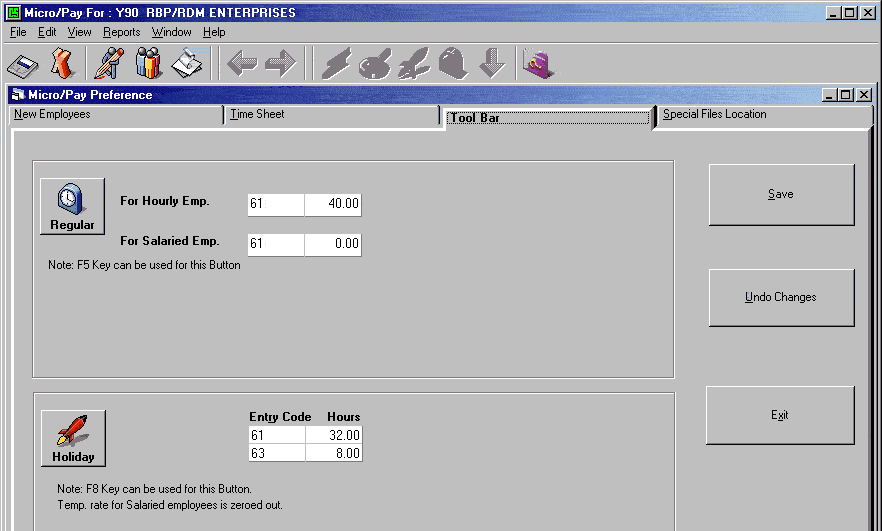 Micro/Pay For : Y90 RBP/RDM ENTERPRISES
File Edit View Reports Window Help
Micro/Pay Preference
New Employees Time Sheet Tool Bar Special Files Location
For Hourly Emp. 61 40.00
Regular
For Salaried Emp. 61 0.00
Note: F5 Key can be used for this Button
Save
Undo Changes
Exit
Entry Code Hours
61 32.00
63 8.00
Holiday
Note: F8 Key can be used for this Button.
Temp. rate for Salaried employees is zeroed out.